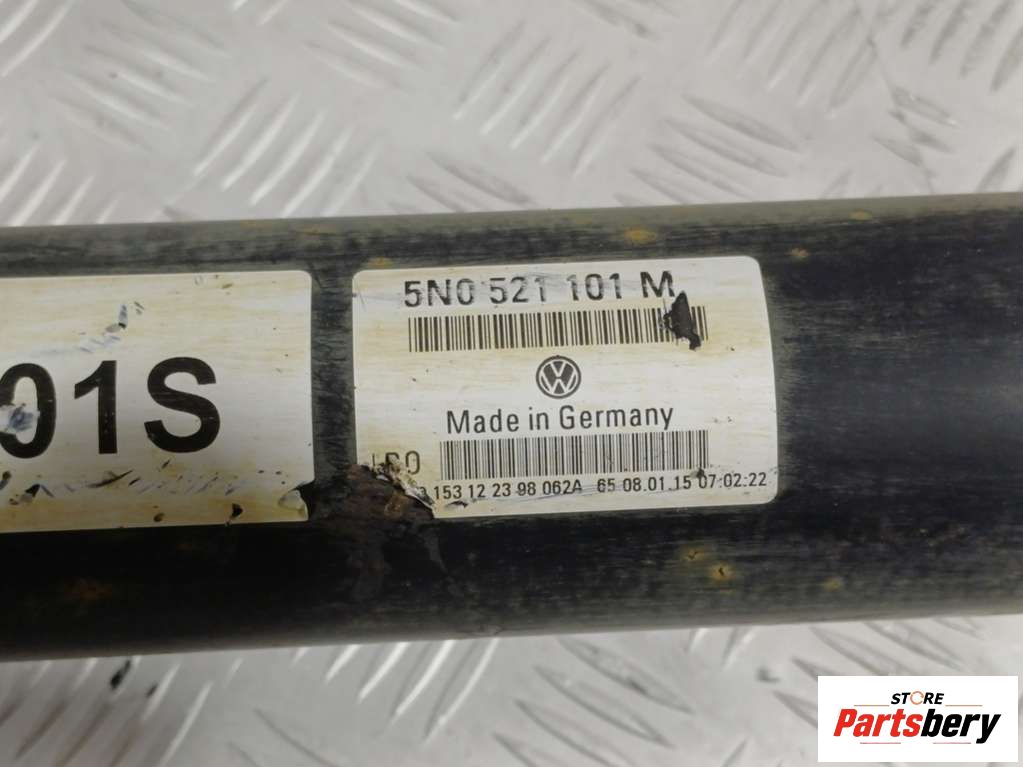 5N0 521 101 M
01S
Made in Germany
153 12 23 98 062A 65 08.01.15 07:02:22
STORE
Partsbery